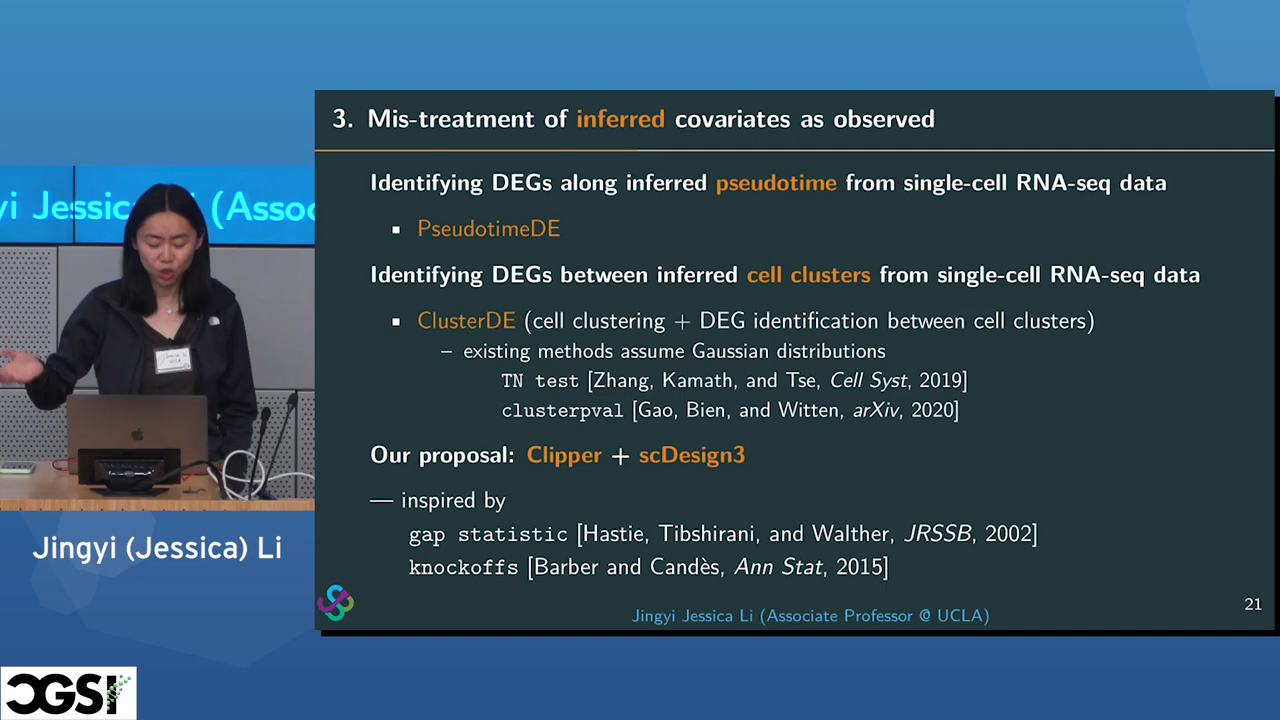 3. Mis-treatment of inferred covariates as observed
Identifying DEGs along inferred pseudotime from single-cell RNA-seq data
▪ PseudotimeDE
Identifying DEGs between inferred cell clusters from single-cell RNA-seq data
▪ ClusterDE (cell clustering + DEG identification between cell clusters)
– existing methods assume Gaussian distributions
TN test [Zhang, Kamath, and Tse, Cell Syst, 2019]
clusterpval [Gao, Bien, and Witten, arXiv, 2020]
Our proposal: Clipper + scDesign3
— inspired by
gap statistic [Hastie, Tibshirani, and Walther, JRSSB, 2002]
knockoffs [Barber and Candès, Ann Stat, 2015]
Jingyi Jessica Li (Associate Professor @ UCLA)
21
yi Jessic
i (Assoc
Jingyi (Jessica) Li
CGSI